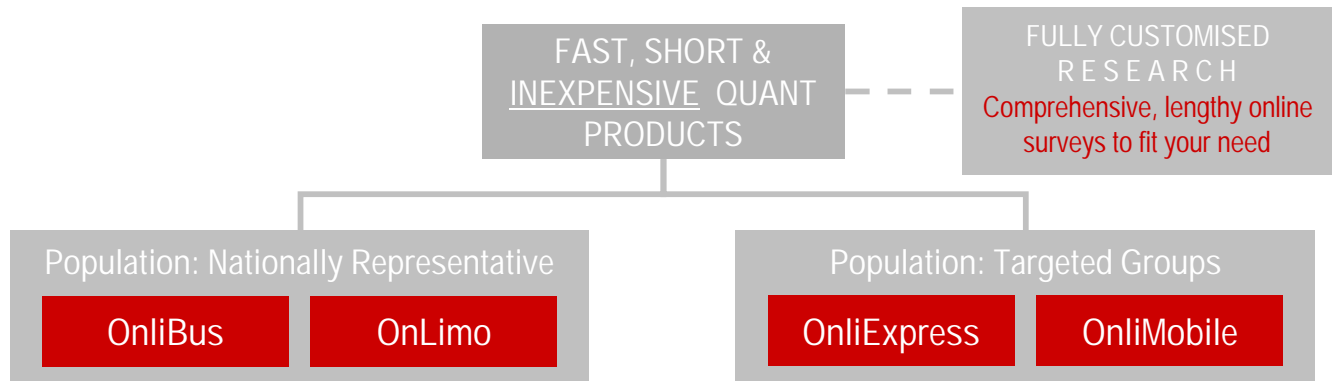 FAST, SHORT &
INEXPENSIVE QUANT
PRODUCTS
FULLY CUSTOMISED
R E S E A R C H
Comprehensive, lengthy online
surveys to fit your need
Population: Nationally Representative
OnliBus
OnLimo
Population: Targeted Groups
OnliExpress
OnliMobile